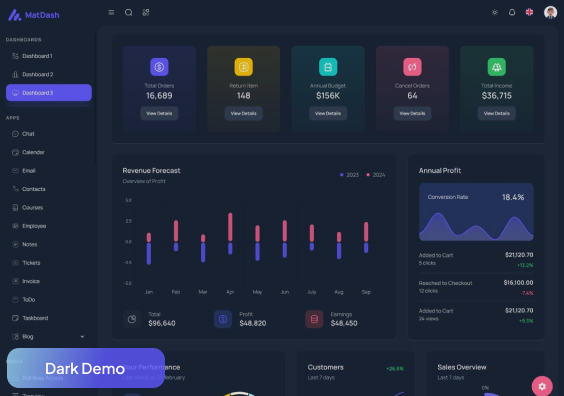 MatDash
DASHBOARDS
Dashboard 1
Dashboard 2
Dashboard 3
APPS
Chat
Calendar
Email
Contacts
Courses
Employee
Notes
Tickets
Invoice
ToDo
Taskboard
Blog
Total Orders
16,689
View Details
Return Item
148
View Details
Annual Budget
$156K
View Details
Cancel Orders
64
View Details
Total Income
$36,715
View Details
Revenue Forecast
Overview of Profit
2023
2024
5.0
2.5
0.0
Jan
Feb
Mar
Apr
May
Jun
July
Aug
Sep
Total
$96,640
Profit
$48,820
Earnings
$48,450
Annual Profit
Conversion Rate
18.4%
Added to Cart
$21,120.70
5 clicks
+13.2%
Reached to Checkout
$16,100.00
12 clicks
-7.4%
Added to Cart
$21,120.70
24 views
+9.3%
Dark Demo
Performance
Customers
Last 7 days
+26.5%
Sales Overview
Last 7 days
0%